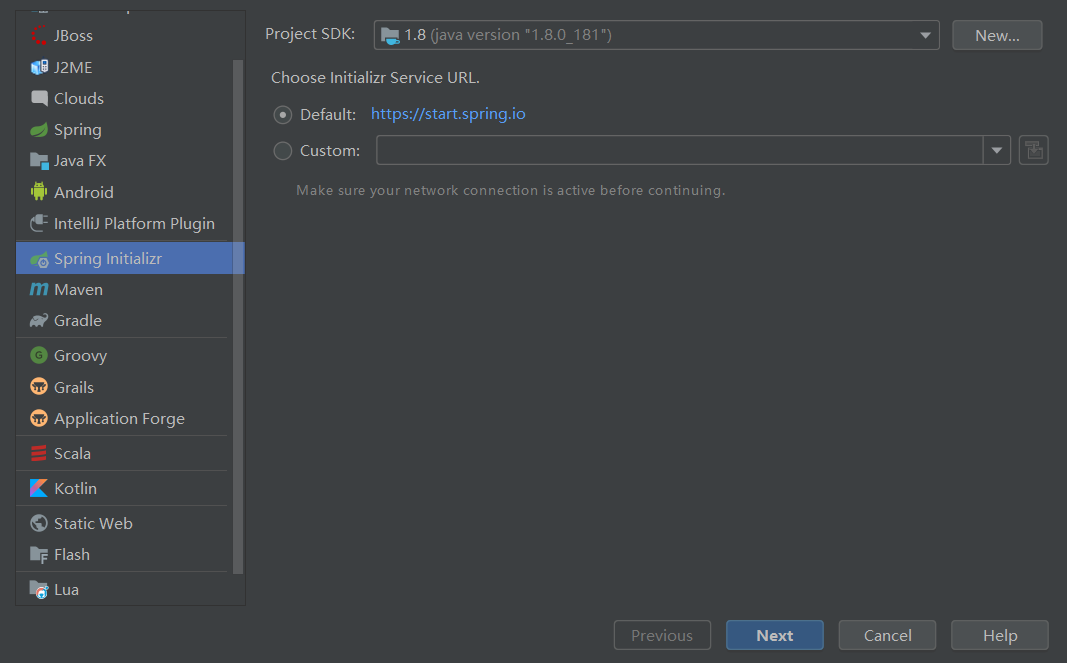 JBoss
J2ME
Clouds
Spring
Java FX
Android
IntelliJ Platform Plugin
Spring Initializr
Maven
Gradle
Groovy
Grails
Application Forge
Scala
Kotlin
Static Web
Flash
Lua
Project SDK: 1.8 (java version "1.8.0_181") New...
Choose Initializr Service URL.
Default: https://start.spring.io
Custom:
Make sure your network connection is active before continuing.
Previous Next Cancel Help